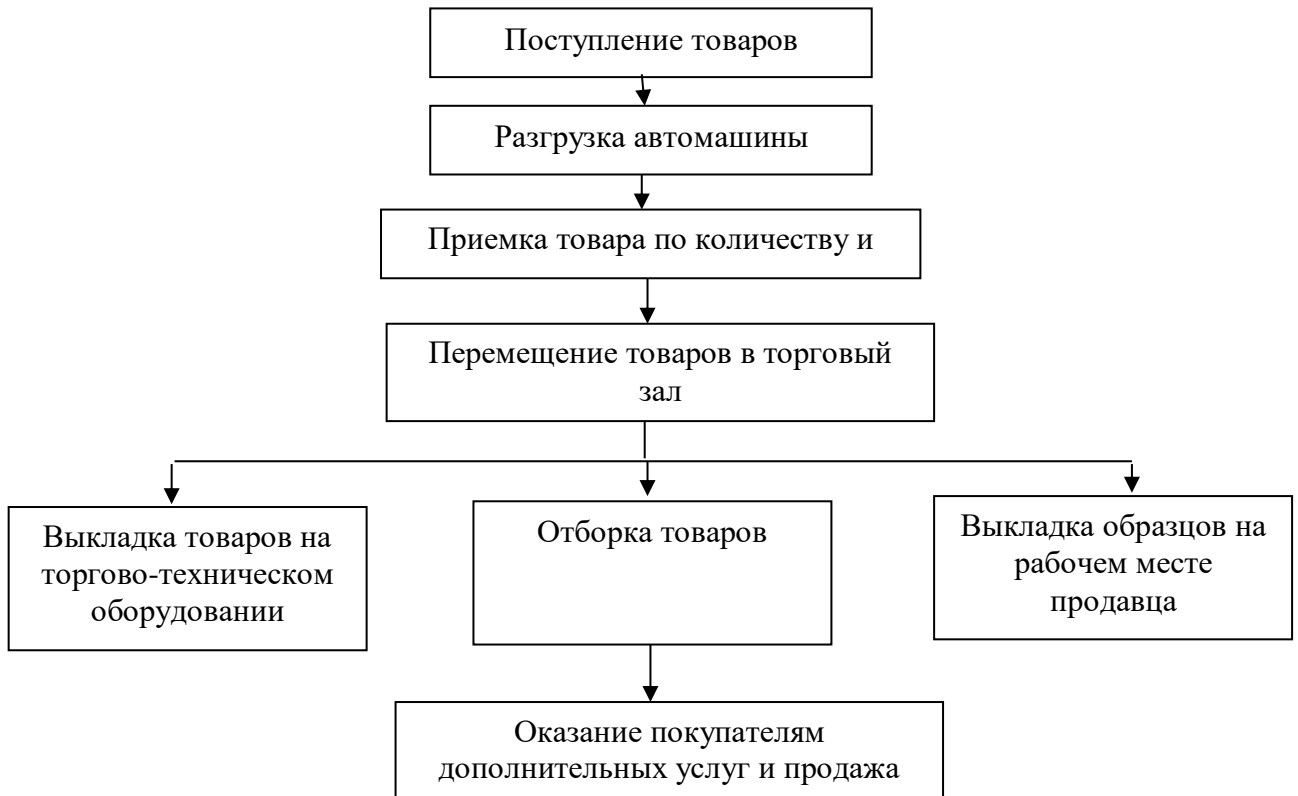 Поступление товаров
Разгрузка автомашины
Приемка товара по количеству и
Перемещение товаров в торговый
зал
Выкладка товаров на
торгово-техническом
оборудовании
Отборка товаров
Выкладка образцов на
рабочем месте
продавца
Оказание покупателям
дополнительных услуг и продажа